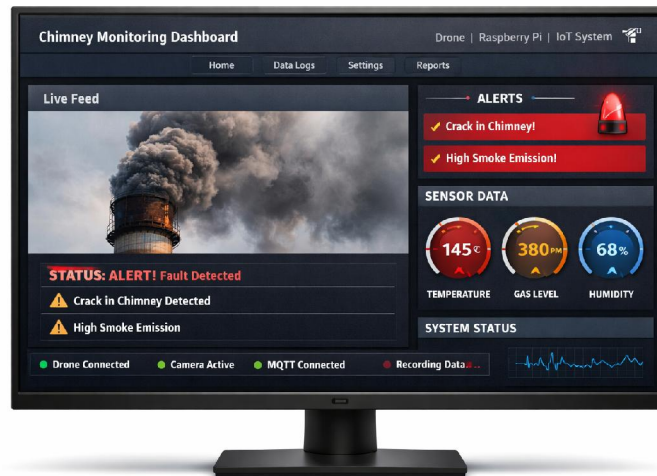 Chimney Monitoring Dashboard
Drone | Raspberry Pi | IoT System
Home Data Logs Settings Reports
Live Feed
STATUS: ALERT! Fault Detected
Crack in Chimney Detected
High Smoke Emission
ALERTS
Crack in Chimney!
High Smoke Emission!
SENSOR DATA
145°C 380 PM 68%
TEMPERATURE GAS LEVEL HUMIDITY
SYSTEM STATUS
Drone Connected Camera Active MQTT Connected Recording Data...